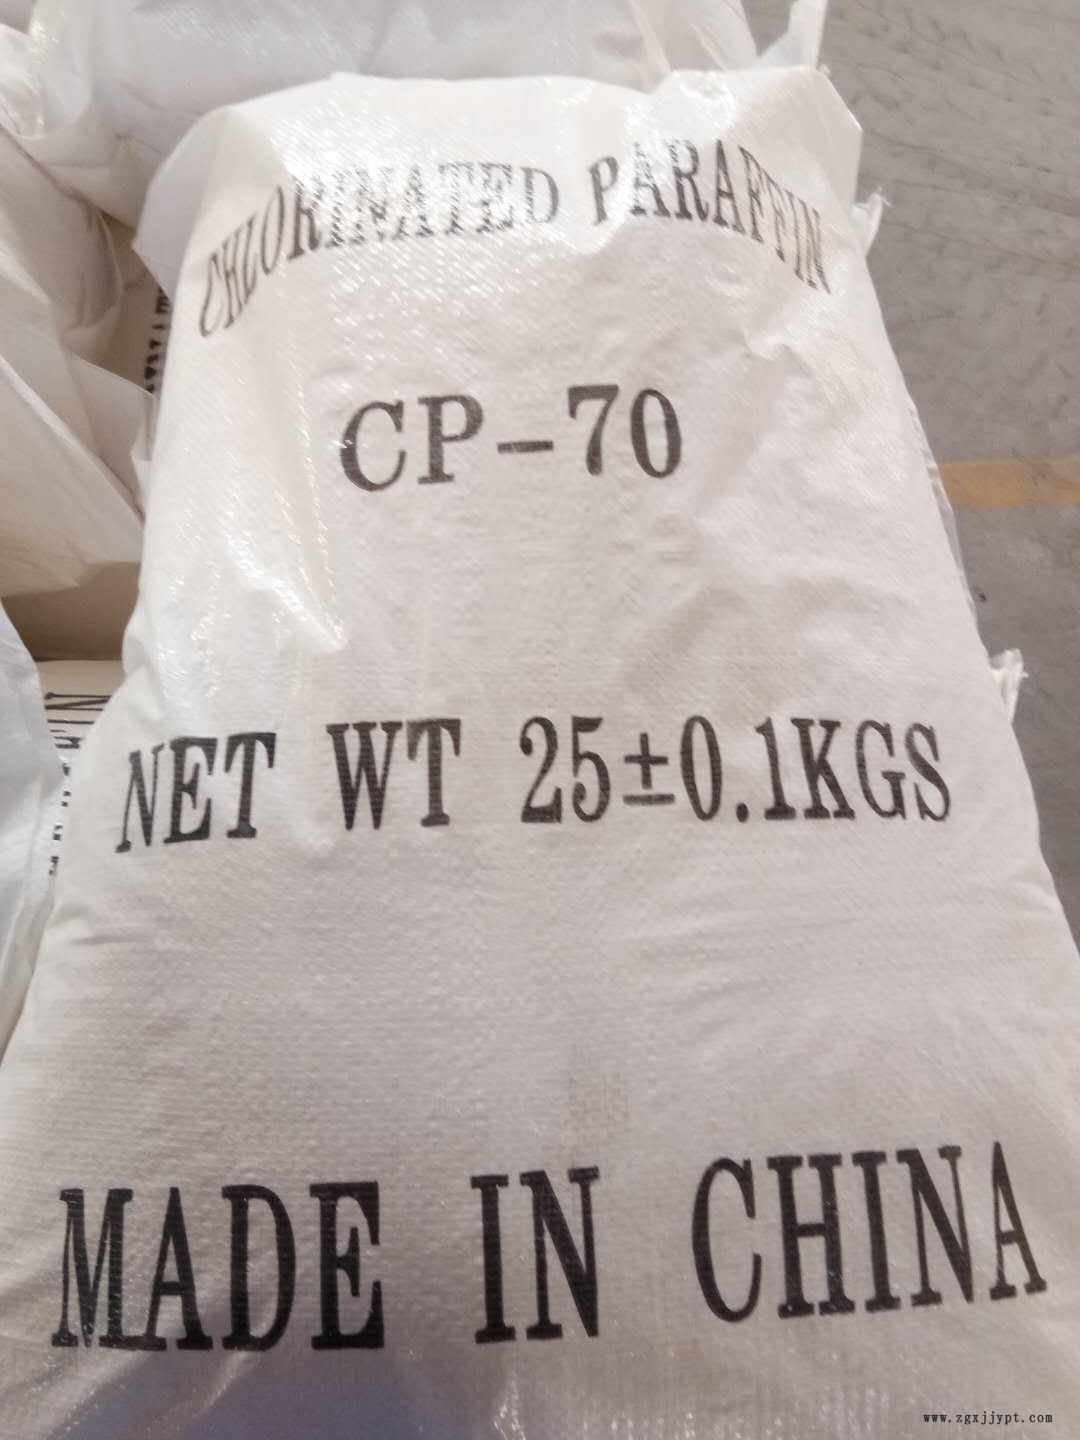 CHLORINATED PARAFFIN
CP-70
NET WT 25±0.1KGS
MADE IN CHINA
www.zgxjjypt.com